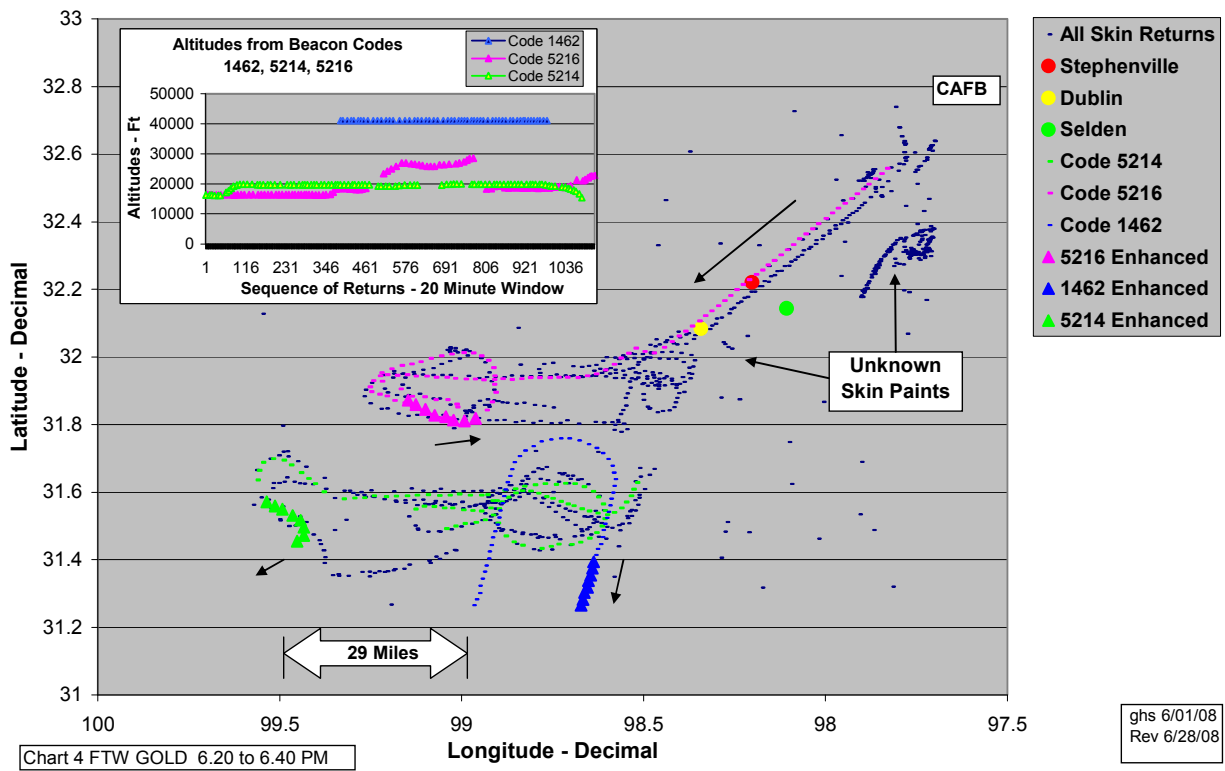 33
32.8
32.6
32.4
32.2
32
31.8
31.6
31.4
31.2
31
Latitude - Decimal
Altitudes from Beacon Codes
1462, 5214, 5216
Code 1462
Code 5216
Code 5214
50000
40000
30000
20000
10000
0
Altitudes - Ft
1 116 231 346 461 576 691 806 921 1036
Sequence of Returns - 20 Minute Window
CAFB
Unknown
Skin Paints
29 Miles
100 99.5 99 98.5 98 97.5
Longitude - Decimal
Chart 4 FTW GOLD 6.20 to 6.40 PM
All Skin Returns
Stephenville
Dublin
Selden
Code 5214
Code 5216
Code 1462
5216 Enhanced
1462 Enhanced
5214 Enhanced
ghs 6/01/08
Rev 6/28/08